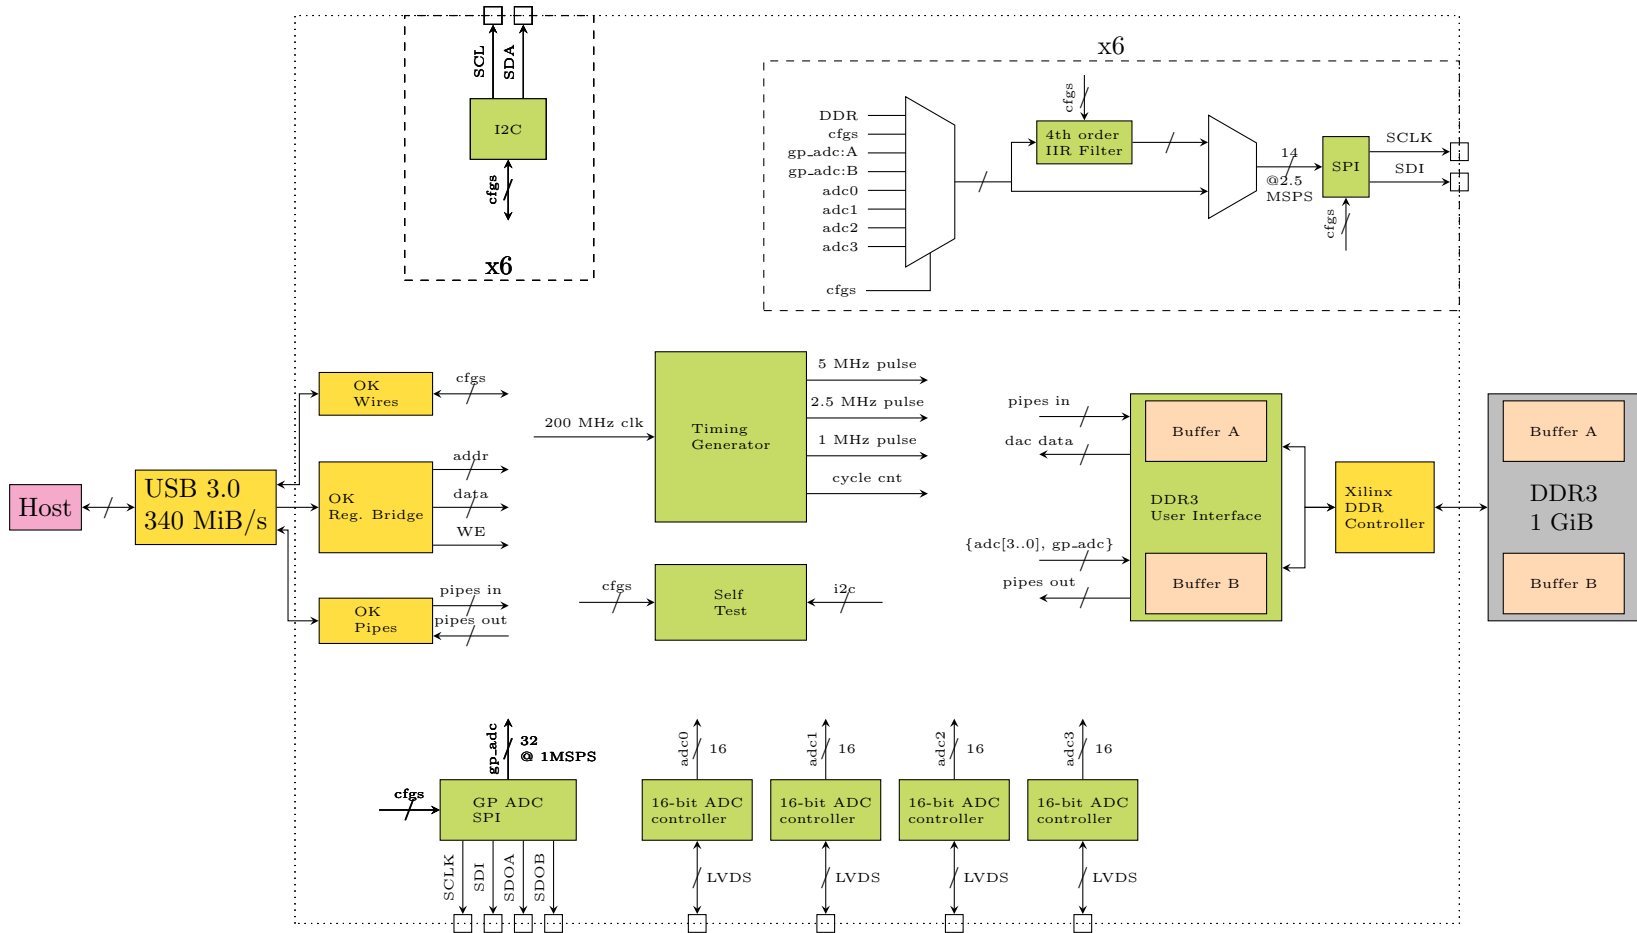 SCL
SDA
I2C
cfgs
x6
x6
DDR
cfgs
gp_adc:A
gp_adc:B
adc0
adc1
adc2
adc3
cfgs
cfgs
4th order
IIR Filter
14
@2.5
MSPS
SPI
cfgs
SCLK
SDI
Host
USB 3.0
340 MiB/s
OK
Wires
cfgs
OK
Reg. Bridge
addr
data
WE
OK
Pipes
pipes in
pipes out
200 MHz clk
Timing
Generator
5 MHz pulse
2.5 MHz pulse
1 MHz pulse
cycle cnt
cfgs
Self
Test
i2c
pipes in
dac data
{adc[3..0], gp_adc}
pipes out
Buffer A
DDR3
User Interface
Buffer B
Xilinx
DDR
Controller
Buffer A
DDR3
1 GiB
Buffer B
gp_adc
32
@ 1MSPS
cfgs
GP ADC
SPI
SCLK
SDI
SDOA
SDOB
adc0
16
16-bit ADC
controller
LVDS
adc1
16
16-bit ADC
controller
LVDS
adc2
16
16-bit ADC
controller
LVDS
adc3
16
16-bit ADC
controller
LVDS